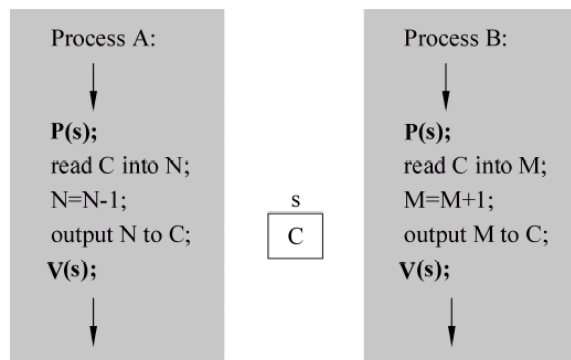 Process A:
P(s);
read C into N;
N=N-1;
output N to C;
V(s);
s
C
Process B:
P(s);
read C into M;
M=M+1;
output M to C;
V(s);